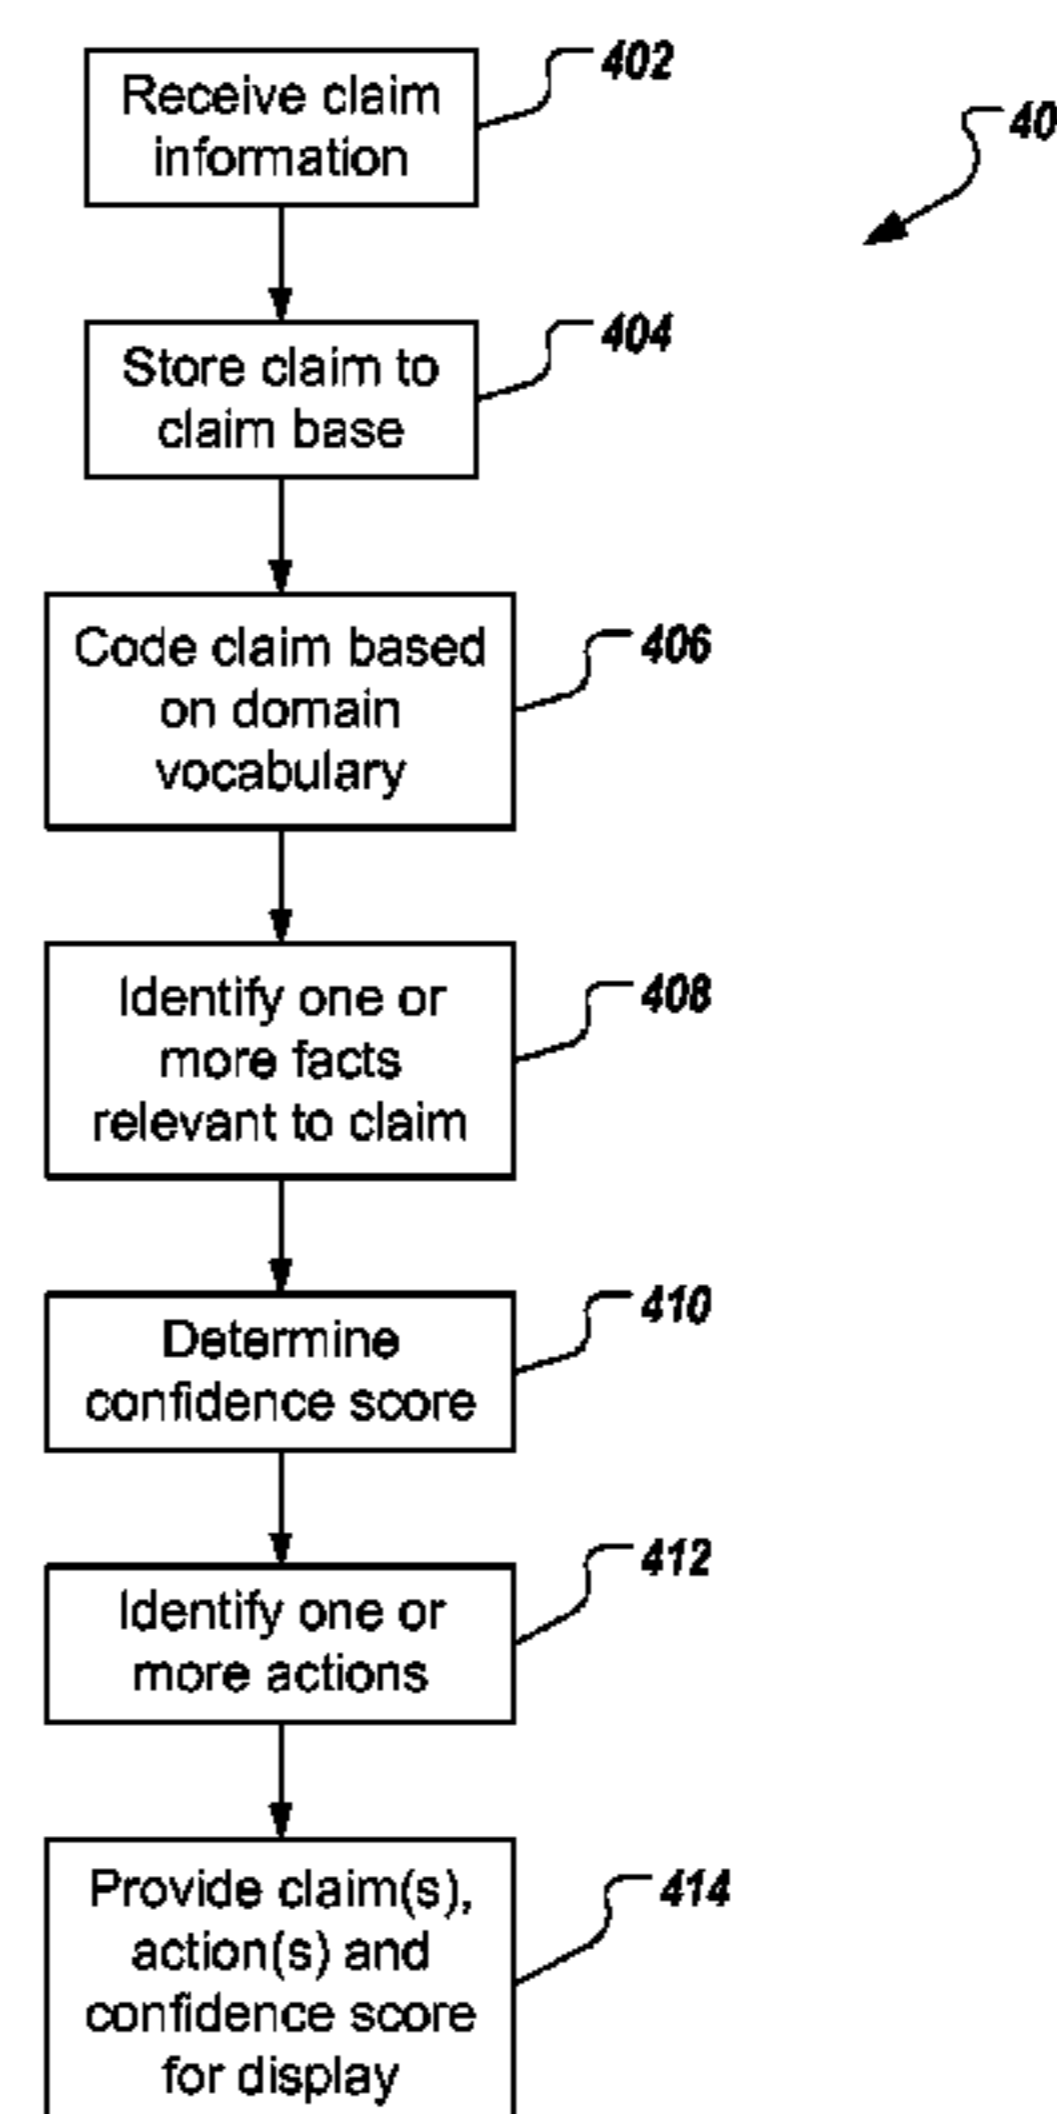 Receive claim
information
402
40
Store claim to
claim base
404
Code claim based
on domain
vocabulary
406
Identify one or
more facts
relevant to claim
408
Determine
confidence score
410
Identify one or
more actions
412
Provide claim(s),
action(s) and
confidence score
for display
414